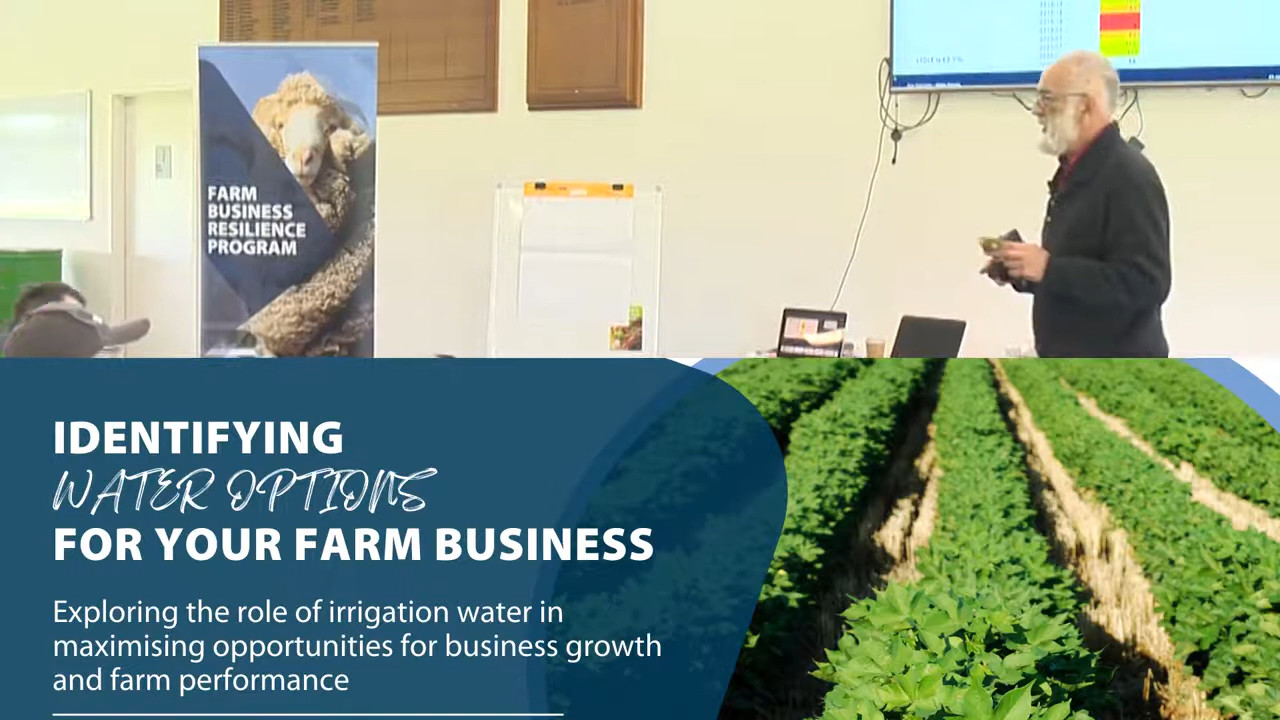 FARM
BUSINESS
RESILIENCE
PROGRAM
IDENTIFYING
WATER OPTIONS
FOR YOUR FARM BUSINESS
Exploring the role of irrigation water in
maximising opportunities for business growth
and farm performance